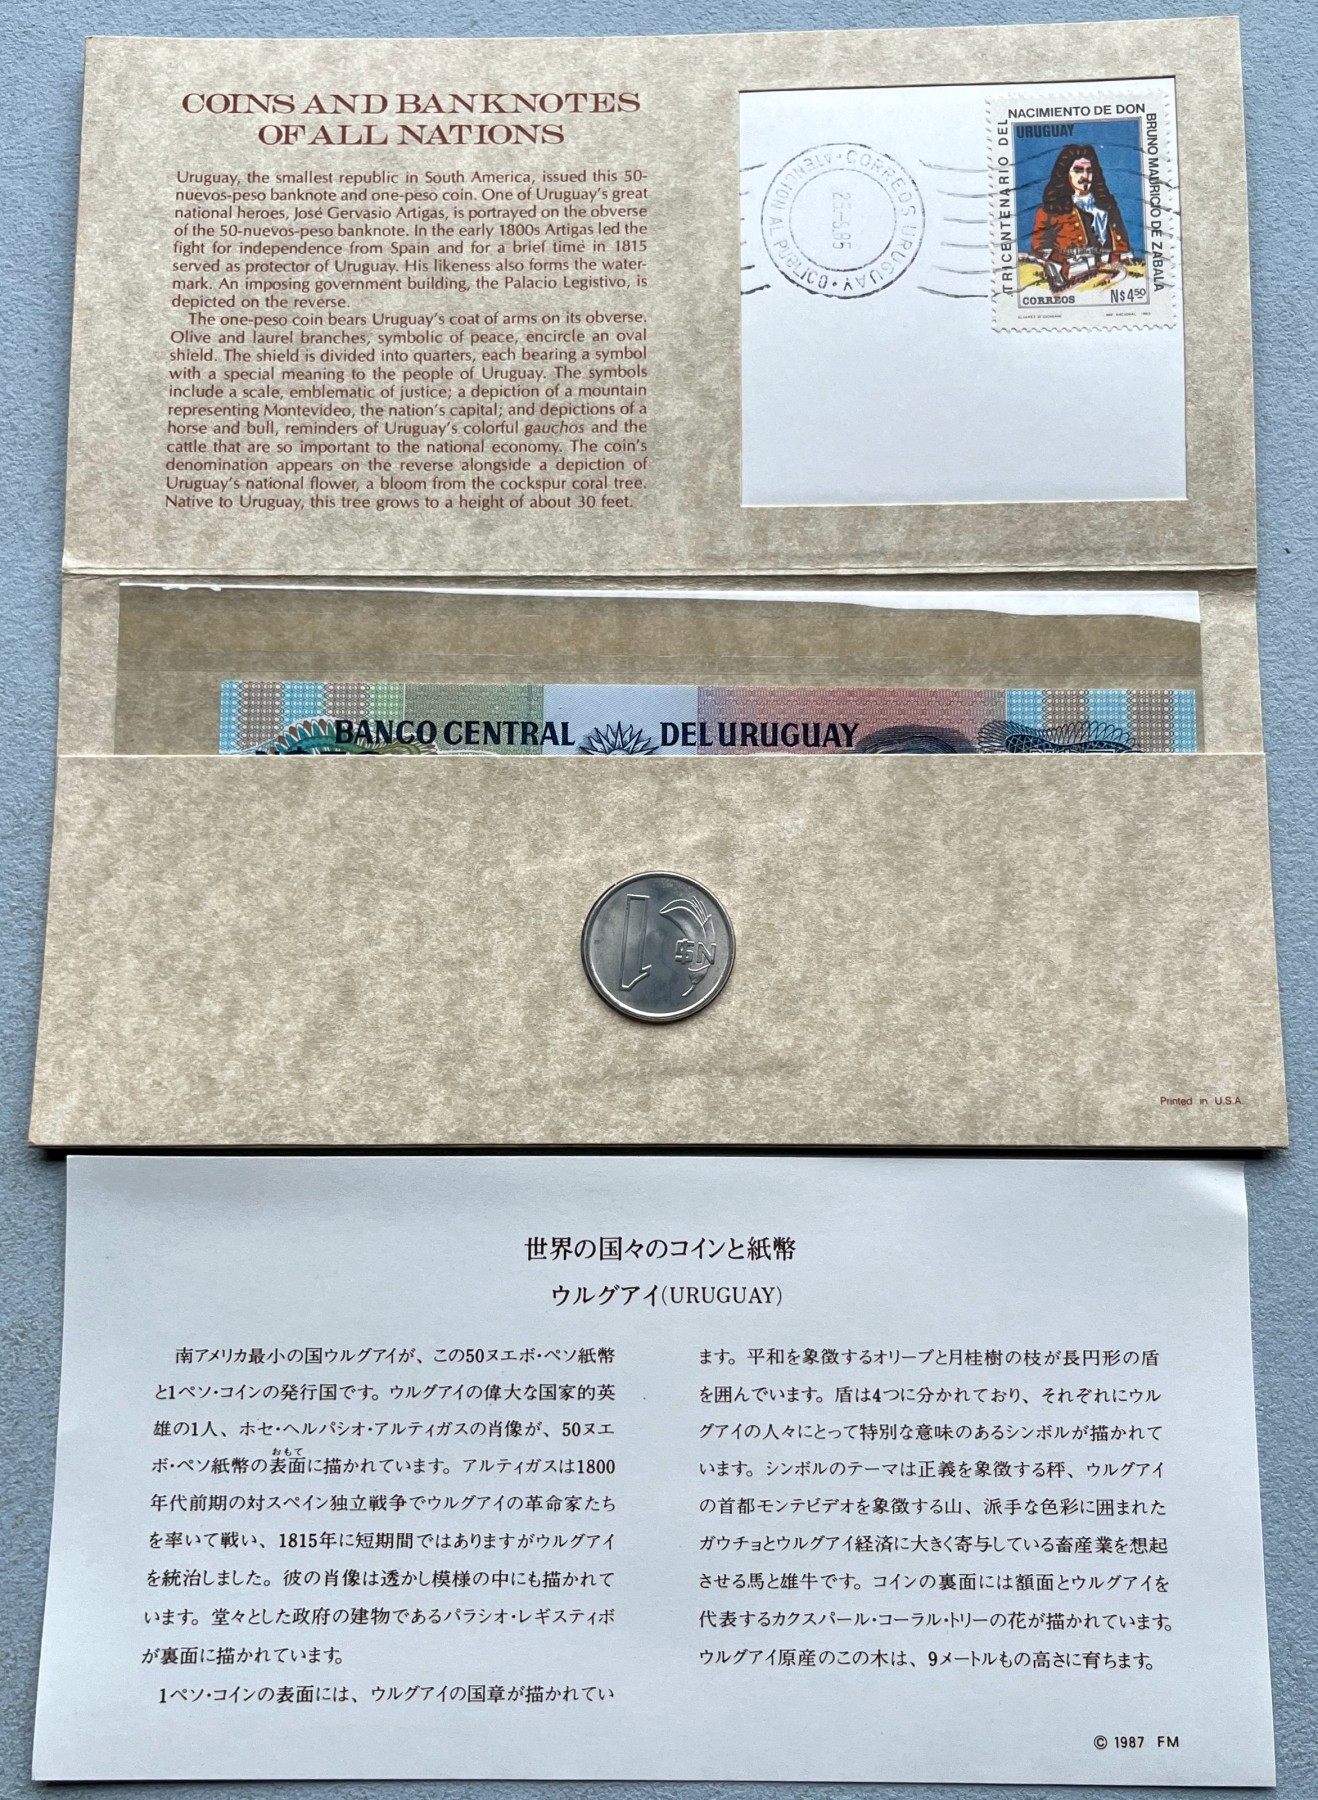 COINS AND BANKNOTES
OF ALL NATIONS
Uruguay, the smallest republic in South America, issued this 50-
nuevos-peso banknote and one-peso coin. One of Uruguay's great
national heroes, José Gervasio Artigas, is portrayed on the obverse
of the 50-nuevos-peso banknote. In the early 1800s Artigas led the
fight for independence from Spain and for a brief time in 1815
served as protector of Uruguay. His likeness also forms the water-
mark. An imposing government building, the Palacio Legistivo, is
depicted on the reverse.
The one-peso coin bears Uruguay's coat of arms on its obverse.
Olive and laurel branches, symbolic of peace, encircle an oval
shield. The shield is divided into quarters, each bearing a symbol
with a special meaning to the people of Uruguay. The symbols
include a scale, emblematic of justice; a depiction of a mountain
representing Montevideo, the nation's capital; and depictions of a
horse and bull, reminders of Uruguay's colorful gauchos and the
cattle that are so important to the national economy. The coin's
denomination appears on the reverse alongside a depiction of
Uruguay's national flower, a bloom from the cockspur coral tree.
Native to Uruguay, this tree grows to a height of about 30 feet.
CORREOS URUGUAY
ATENCION AL PUBLICO
TRICENTENARIO DEL
NACIMIENTO DE DON
BRUNO MAURICIO DE ZABALA
URUGUAY
CORREOS
N$4.50
BANCO CENTRAL DEL URUGUAY
N$
1
Printed in U.S.A.
世界の国々のコインと紙幣
ウルグアイ(URUGUAY)
南アメリカ最小の国ウルグアイが、この50ヌエボ・ペソ紙幣
と1ペソ・コインの発行国です。ウルグアイの偉大な国家的英
雄の1人、ホセ・ヘルパシオ・アルティガスの肖像が、50ヌエ
おもて
ボ・ペソ紙幣の表面に描かれています。アルティガスは1800
年代前期の対スペイン独立戦争でウルグアイの革命家たち
を率いて戦い、1815年に短期間ではありますがウルグアイ
を統治しました。彼の肖像は透かし模様の中にも描かれて
います。堂々とした政府の建物であるパラシオ・レギスティボ
が裏面に描かれています。
1ペソ・コインの表面には、ウルグアイの国章が描かれてい
ます。平和を象徴するオリーブと月桂樹の枝が長円形の盾
を囲んでいます。盾は4つに分かれており、それぞれにウル
グアイの人々にとって特別な意味のあるシンボルが描かれて
います。シンボルのテーマは正義を象徴する秤、ウルグアイ
の首都モンテビデオを象徴する山、派手な色彩に囲まれた
ガウチョとウルグアイ経済に大きく寄与している畜産業を想起
させる馬と雄牛です。コインの裏面には額面とウルグアイを
代表するカクスパール・コーラル・トリーの花が描かれています。
ウルグアイ原産のこの木は、9メートルもの高さに育ちます。
© 1987 FM